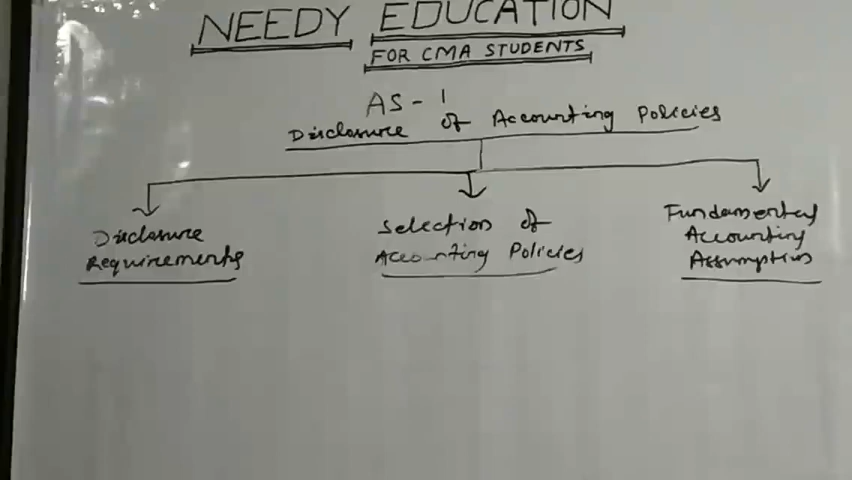 NEEDY EDUCATION
FOR CMA STUDENTS
AS-1
Disclosure of Accounting Policies
Disclosure
Requirements
Selection of
Accounting Policies
Fundamental
Accounting
Assumption